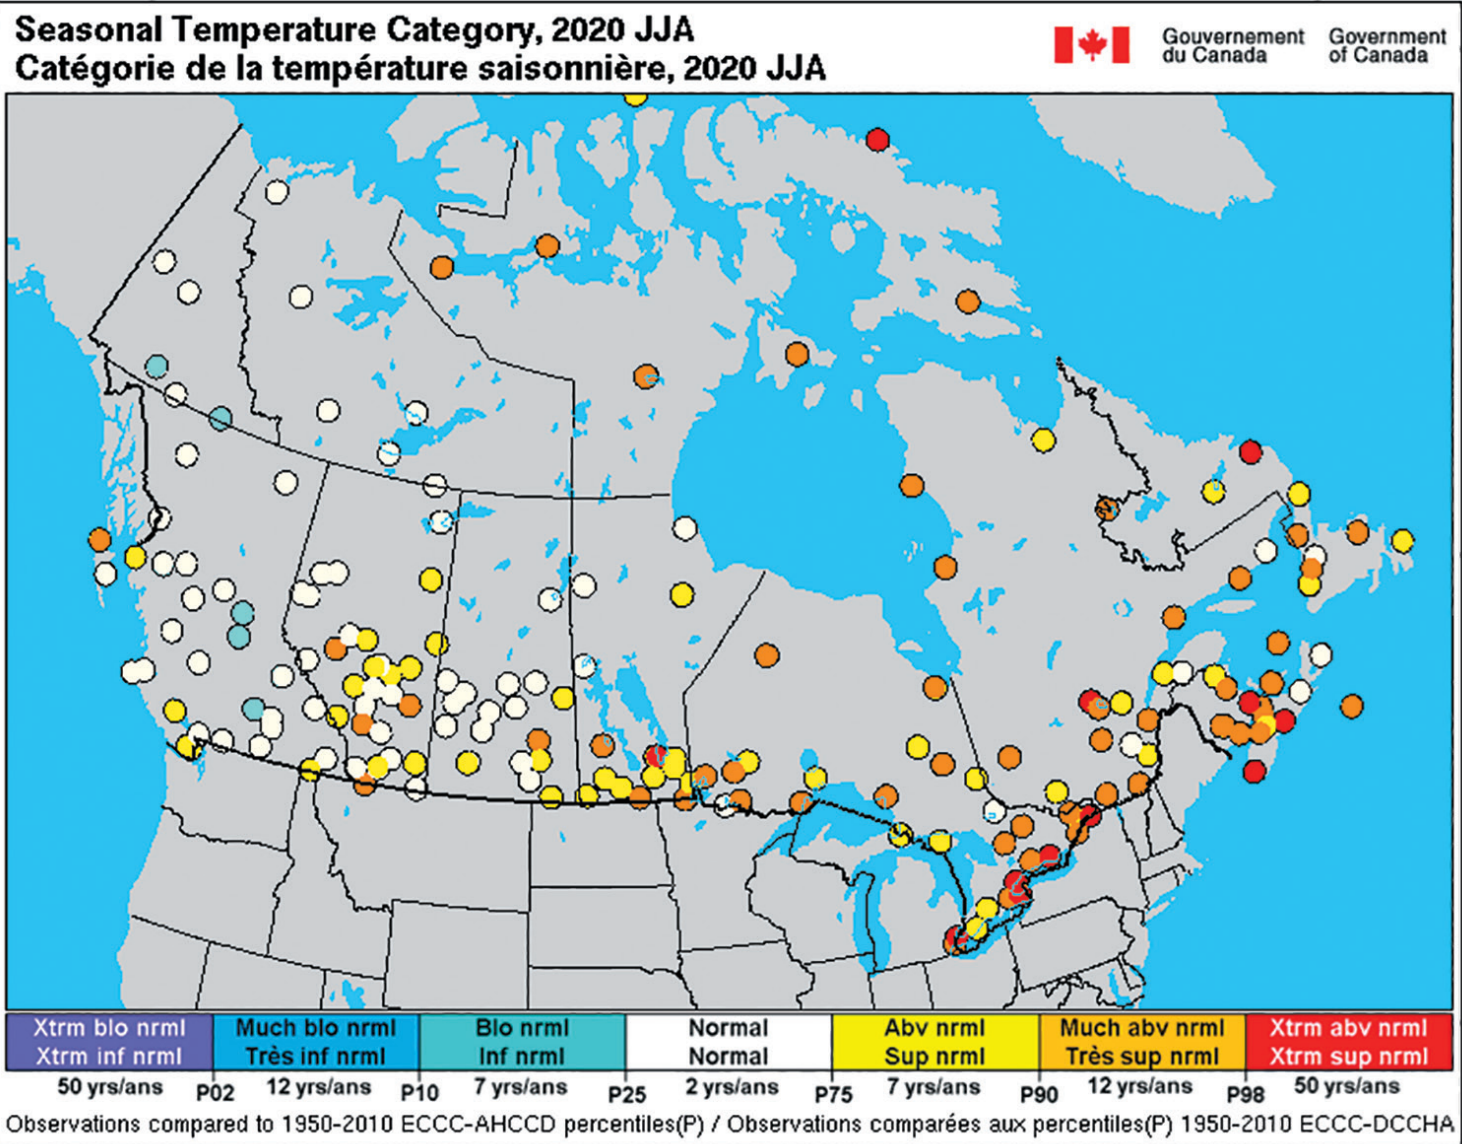 Seasonal Temperature Category, 2020 JJA
Catégorie de la température saisonnière, 2020 JJA
Gouvernement du Canada
Government of Canada
Xtrm blo nrml
Xtrm inf nrml
Much blo nrml
Très inf nrml
Blo nrml
Inf nrml
Normal
Normal
Abv nrml
Sup nrml
Much abv nrml
Très sup nrml
Xtrm abv nrml
Xtrm sup nrml
50 yrs/ans P02 12 yrs/ans P10 7 yrs/ans P25 2 yrs/ans P75 7 yrs/ans P90 12 yrs/ans P98 50 yrs/ans
Observations compared to 1950-2010 ECCC-AHCCD percentiles(P) / Observations comparées aux percentiles(P) 1950-2010 ECCC-DCCHA